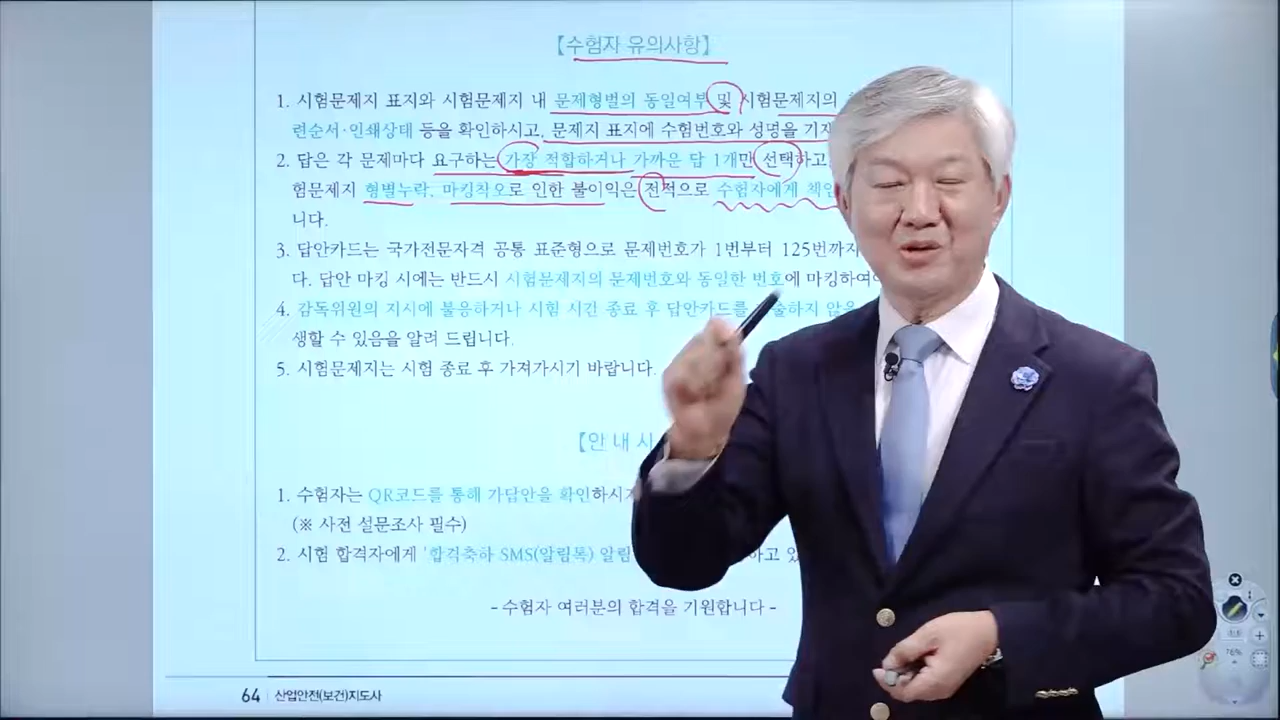 【수험자 유의사항】
1. 시험문제지 표지와 시험문제지 내 문제형별의 동일여부 및 시험문제지의
련순서·인쇄상태 등을 확인하시고, 문제지 표지에 수험번호와 성명을 기재
2. 답은 각 문제마다 요구하는 가장 적합하거나 가까운 답 1개만 선택하고,
험문제지 형별누락, 마킹착오로 인한 불이익은 전적으로 수험자에게 책임
니다.
3. 답안카드는 국가전문자격 공통 표준형으로 문제번호가 1번부터 125번까지
다. 답안 마킹 시에는 반드시 시험문제지의 문제번호와 동일한 번호에 마킹하여야
4. 감독위원의 지시에 불응하거나 시험 시간 종료 후 답안카드를 제출하지 않을
생할 수 있음을 알려 드립니다.
5. 시험문제지는 시험 종료 후 가져가시기 바랍니다.
【안 내 사
1. 수험자는 QR코드를 통해 가답안을 확인하시기
(※ 사전 설문조사 필수)
2. 시험 합격자에게 '합격축하 SMS(알림톡) 알림 하고 있
- 수험자 여러분의 합격을 기원합니다 -
64 산업안전(보건)지도사
76%